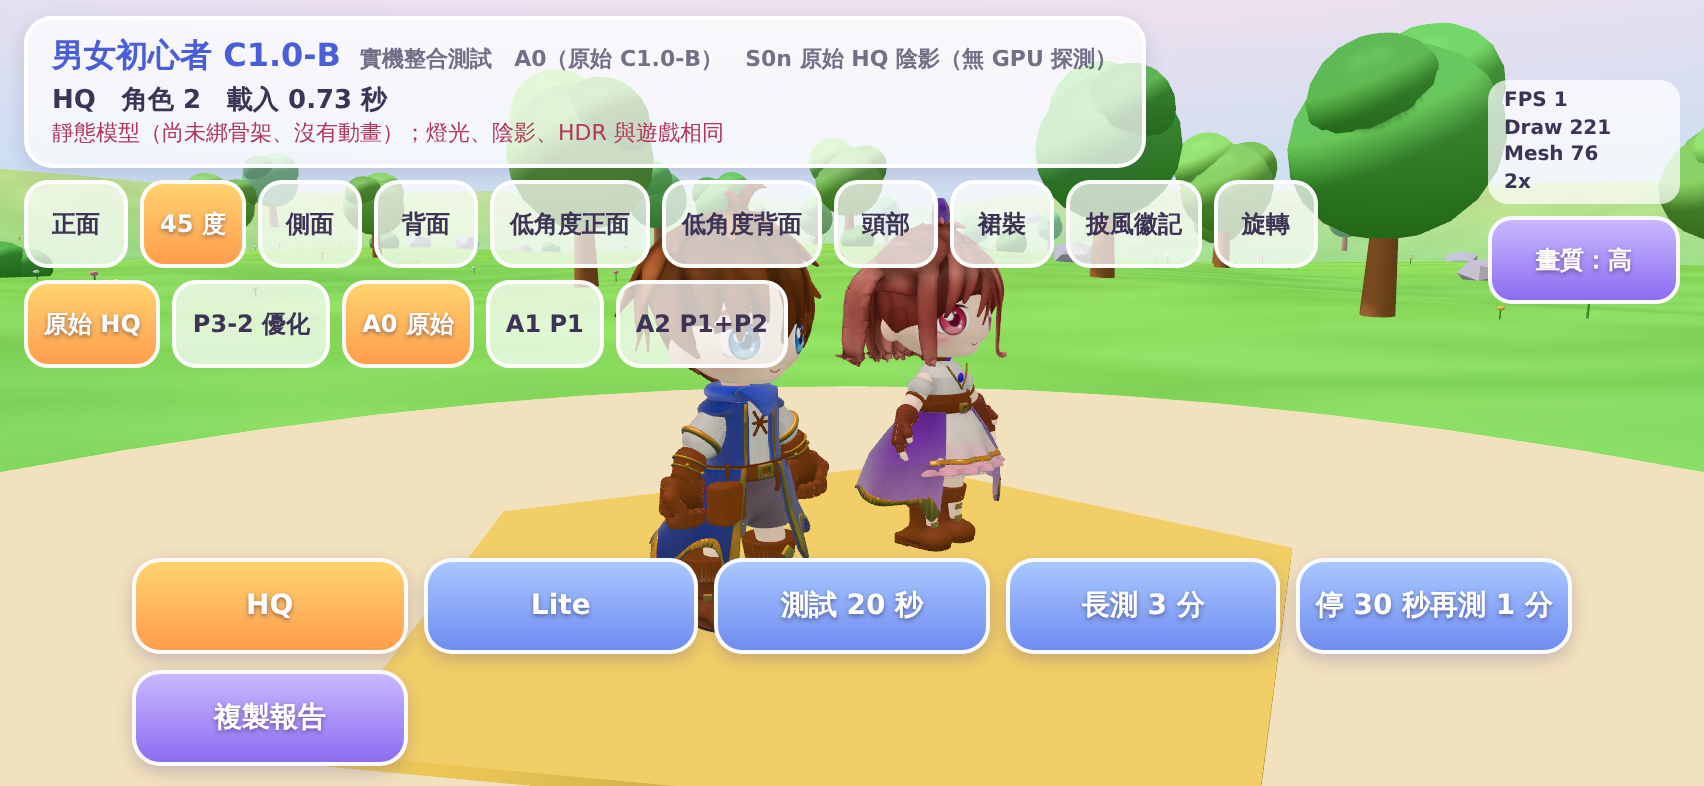 男女初心者 C1.0-B 實機整合測試 A0（原始 C1.0-B） S0n 原始 HQ 陰影（無 GPU 探測）
HQ 角色 2 載入 0.73 秒
靜態模型（尚未綁骨架、沒有動畫）；燈光、陰影、HDR 與遊戲相同
FPS 1
Draw 221
Mesh 76
2x
正面 45 度 側面 背面 低角度正面 低角度背面 頭部 裙裝 披風徽記 旋轉
畫質：高
原始 HQ P3-2 優化 A0 原始 A1 P1 A2 P1+P2
HQ Lite 測試 20 秒 長測 3 分 停 30 秒再測 1 分
複製報告